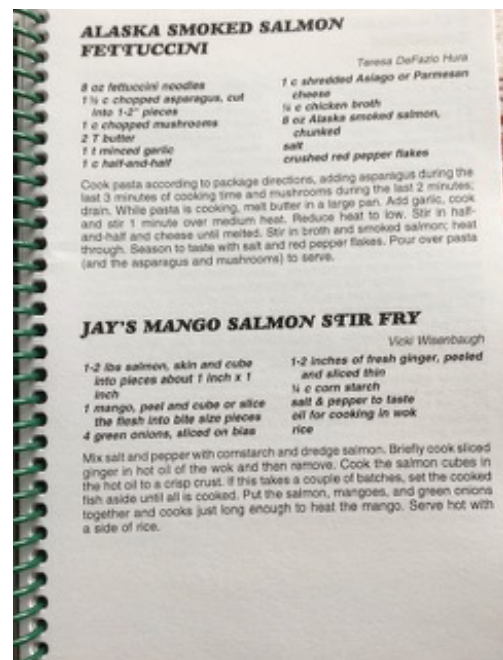 ALASKA SMOKED SALMON
FETTUCCINI
Teresa DeFazio Hura
8 oz fettuccini noodles
1 ½ c chopped asparagus, cut
into 1-2" pieces
1 c chopped mushrooms
2 T butter
1 t minced garlic
1 c half-and-half
1 c shredded Asiago or Parmesan
cheese
c chicken broth
8 oz Alaska smoked salmon,
chunked
salt
crushed red pepper flakes
Cook pasta according to package directions, adding asparagus during the
last 3 minutes of cooking time and mushrooms during the last 2 minutes;
drain. While pasta is cooking, melt butter in a large pan. Add garlic, cook
and stir 1 minute over medium heat. Reduce heat to low. Stir in half-
and-half and cheese until melted. Stir in broth and smoked salmon; heat
through. Season to taste with salt and red pepper flakes. Pour over pasta
(and the asparagus and mushrooms) to serve.
JAY'S MANGO SALMON STIR FRY
Vicki Wisenbaugh
1-2 lbs salmon, skin and cube
into pieces about 1 inch x 1
inch
1 mango, peel and cube or slice
the flesh into bite size pieces
4 green onions, sliced on bias
1-2 inches of fresh ginger, peeled
and sliced thin
c corn starch
salt & pepper to taste
oil for cooking in wok
rice
Mix salt and pepper with cornstarch and dredge salmon. Briefly cook sliced
ginger in hot oil of the wok and then remove. Cook the salmon cubes in
the hot oil to a crisp crust. If this takes a couple of batches, set the cooked
fish aside until all is cooked. Put the salmon, mangoes, and green onions
together and cooks just long enough to heat the mango. Serve hot with
a side of rice.